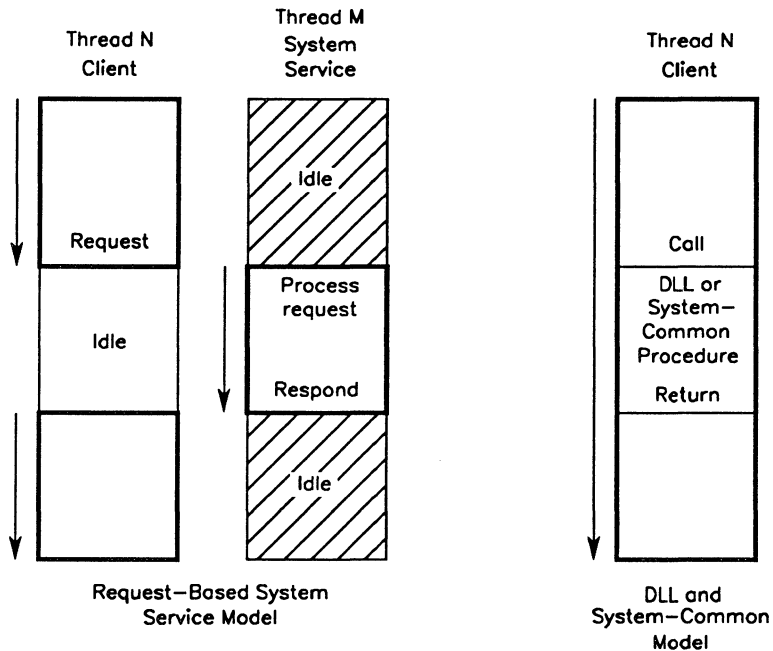 Thread N
Client
Thread M
System
Service
Thread N
Client
Request
Idle
Idle
Process
request
Respond
Idle
Call
DLL or
System-
Common
Procedure
Return
Request-Based System
Service Model
DLL and
System-Common
Model